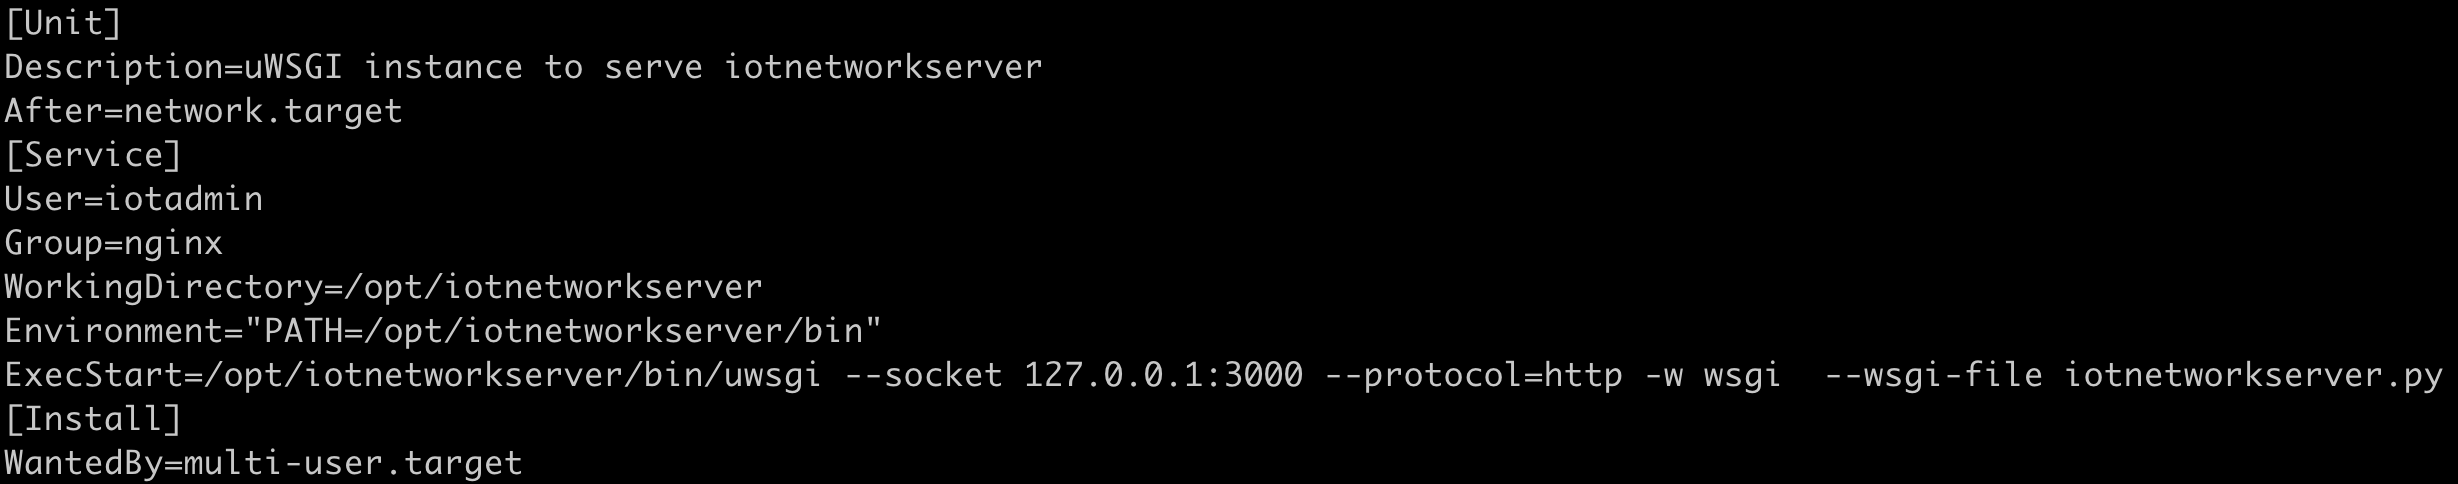 [Unit]
Description=uWSGI instance to serve iotnetworkserver
After=network.target
[Service]
User=iotadmin
Group=nginx
WorkingDirectory=/opt/iotnetworkserver
Environment="PATH=/opt/iotnetworkserver/bin"
ExecStart=/opt/iotnetworkserver/bin/uwsgi --socket 127.0.0.1:3000 --protocol=http -w wsgi  --wsgi-file iotnetworkserver.py
[Install]
WantedBy=multi-user.target